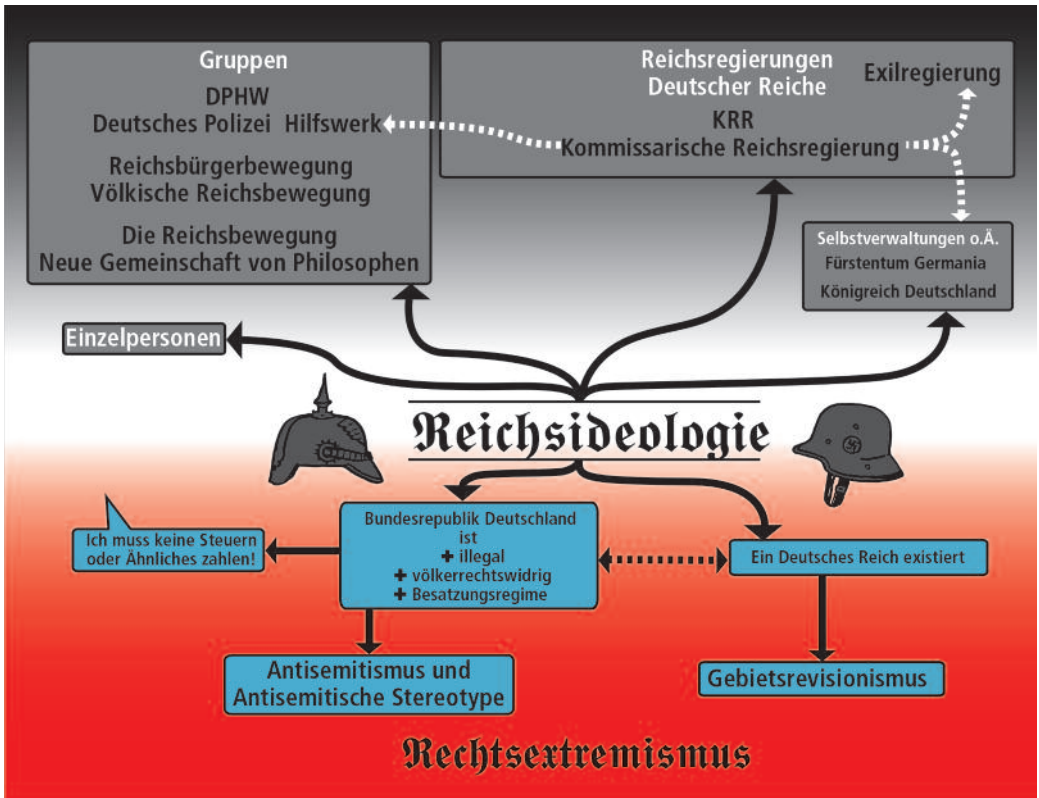 Gruppen
DPHW
Deutsches Polizei Hilfswerk
Reichsbürgerbewegung
Völkische Reichsbewegung
Die Reichsbewegung
Neue Gemeinschaft von Philosophen
Reichsregierungen
Deutscher Reiche
Exilregierung
KRR
Kommissarische Reichsregierung
Selbstverwaltungen o.Ä.
Fürstentum Germania
Königreich Deutschland
Einzelpersonen
Reichsideologie
Ich muss keine Steuern
oder Ähnliches zahlen!
Bundesrepublik Deutschland
ist
+ illegal
+ völkerrechtswidrig
+ Besatzungsregime
Ein Deutsches Reich existiert
Antisemitismus und
Antisemitische Stereotype
Gebietsrevisionismus
Rechtsextremismus